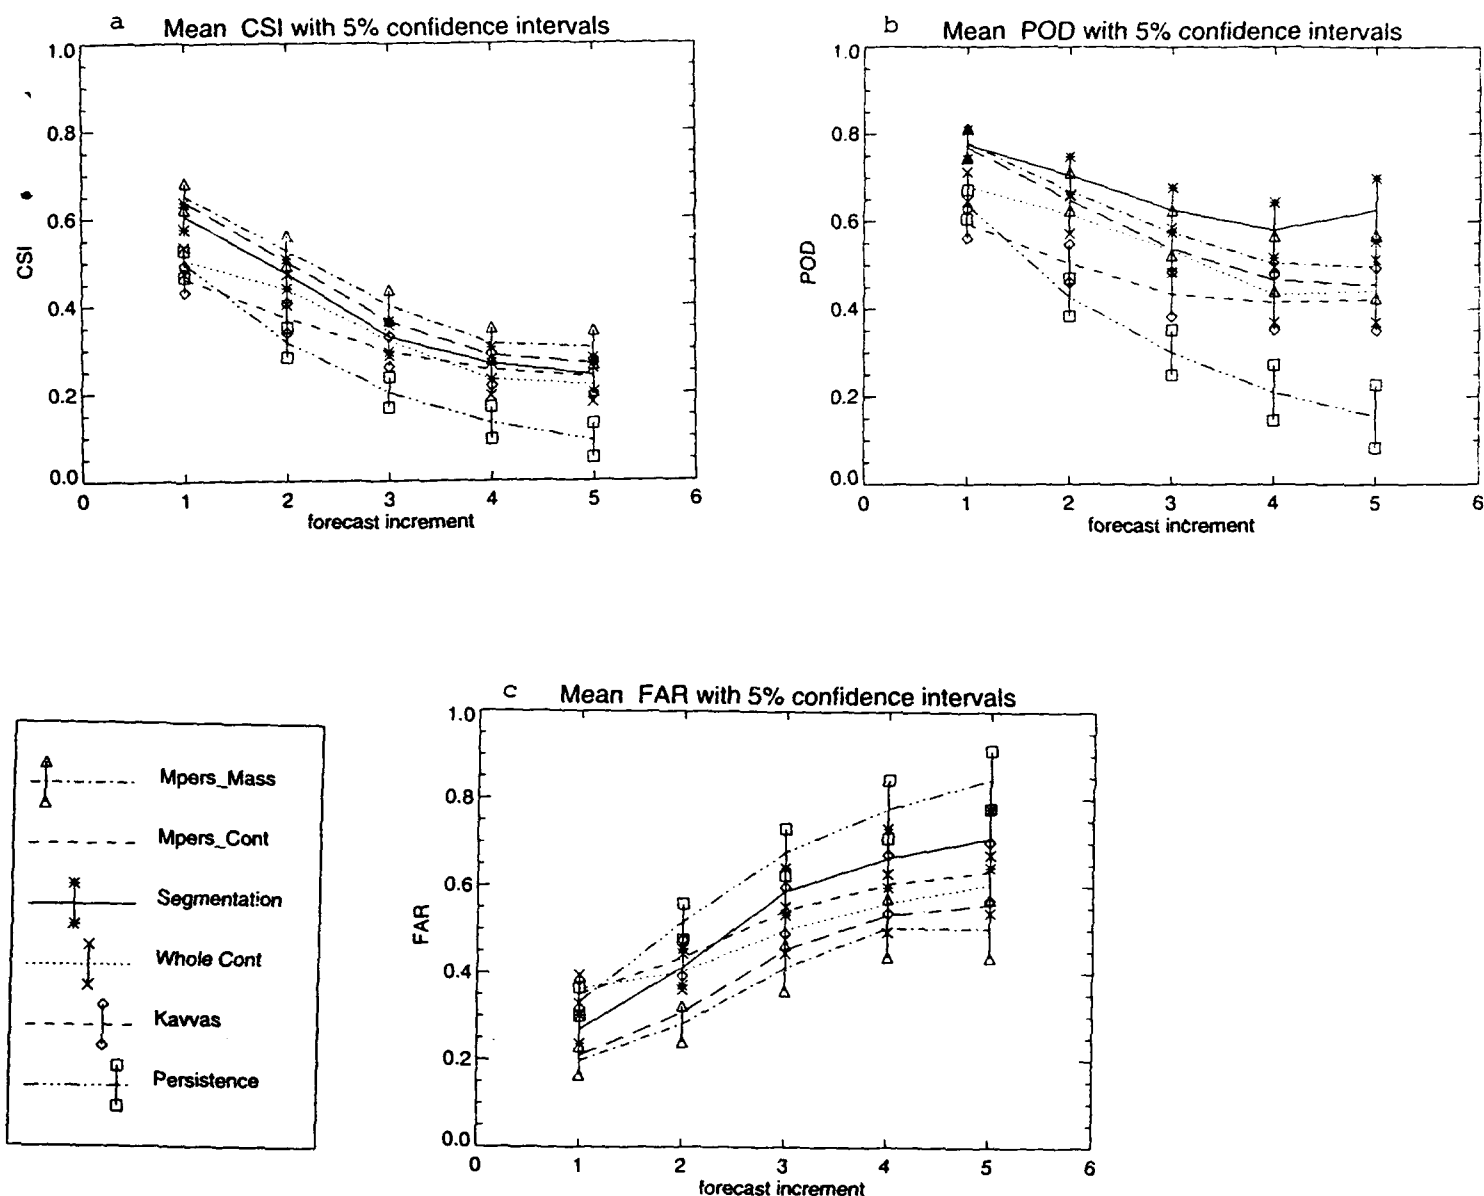 a
Mean CSI with 5% confidence intervals
1.0
0.8
0.6
0.4
0.2
0.0
CSI
0 1 2 3 4 5 6
forecast increment
b
Mean POD with 5% confidence intervals
1.0
0.8
0.6
0.4
0.2
0.0
POD
0 1 2 3 4 5 6
forecast increment
c
Mean FAR with 5% confidence intervals
1.0
0.8
0.6
0.4
0.2
0.0
FAR
0 1 2 3 4 5 6
forecast increment
Mpers_Mass
Mpers_Cont
Segmentation
Whole Cont
Kavvas
Persistence